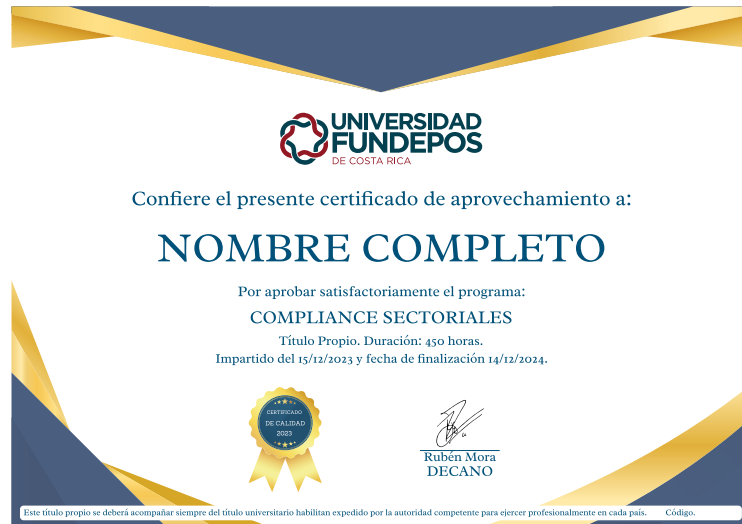 UNIVERSIDAD
FUNDEPOS
DE COSTA RICA
Confiere el presente certificado de aprovechamiento a:
NOMBRE COMPLETO
Por aprobar satisfactoriamente el programa:
COMPLIANCE SECTORIALES
Título Propio. Duración: 450 horas.
Impartido del 15/12/2023 y fecha de finalización 14/12/2024.
CERTIFICADO
DE CALIDAD
2023
Rubén Mora
DECANO
Este título propio se deberá acompañar siempre del título universitario habilitan expedido por la autoridad competente para ejercer profesionalmente en cada país. Código.